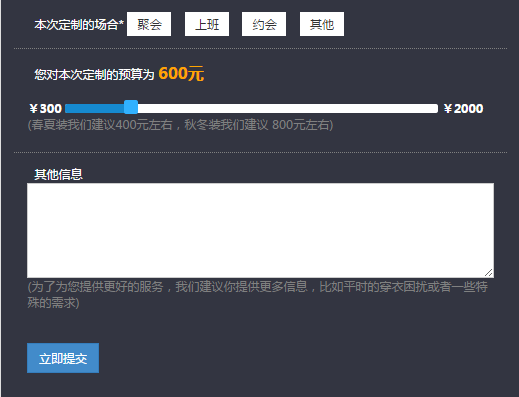 本次定制的场合* 聚会 上班 约会 其他
您对本次定制的预算为 600元
¥300 ¥2000
(春夏装我们建议400元左右，秋冬装我们建议 800元左右)
其他信息
(为了为您提供更好的服务，我们建议你提供更多信息，比如平时的穿衣困扰或者一些特
殊的需求)
立即提交